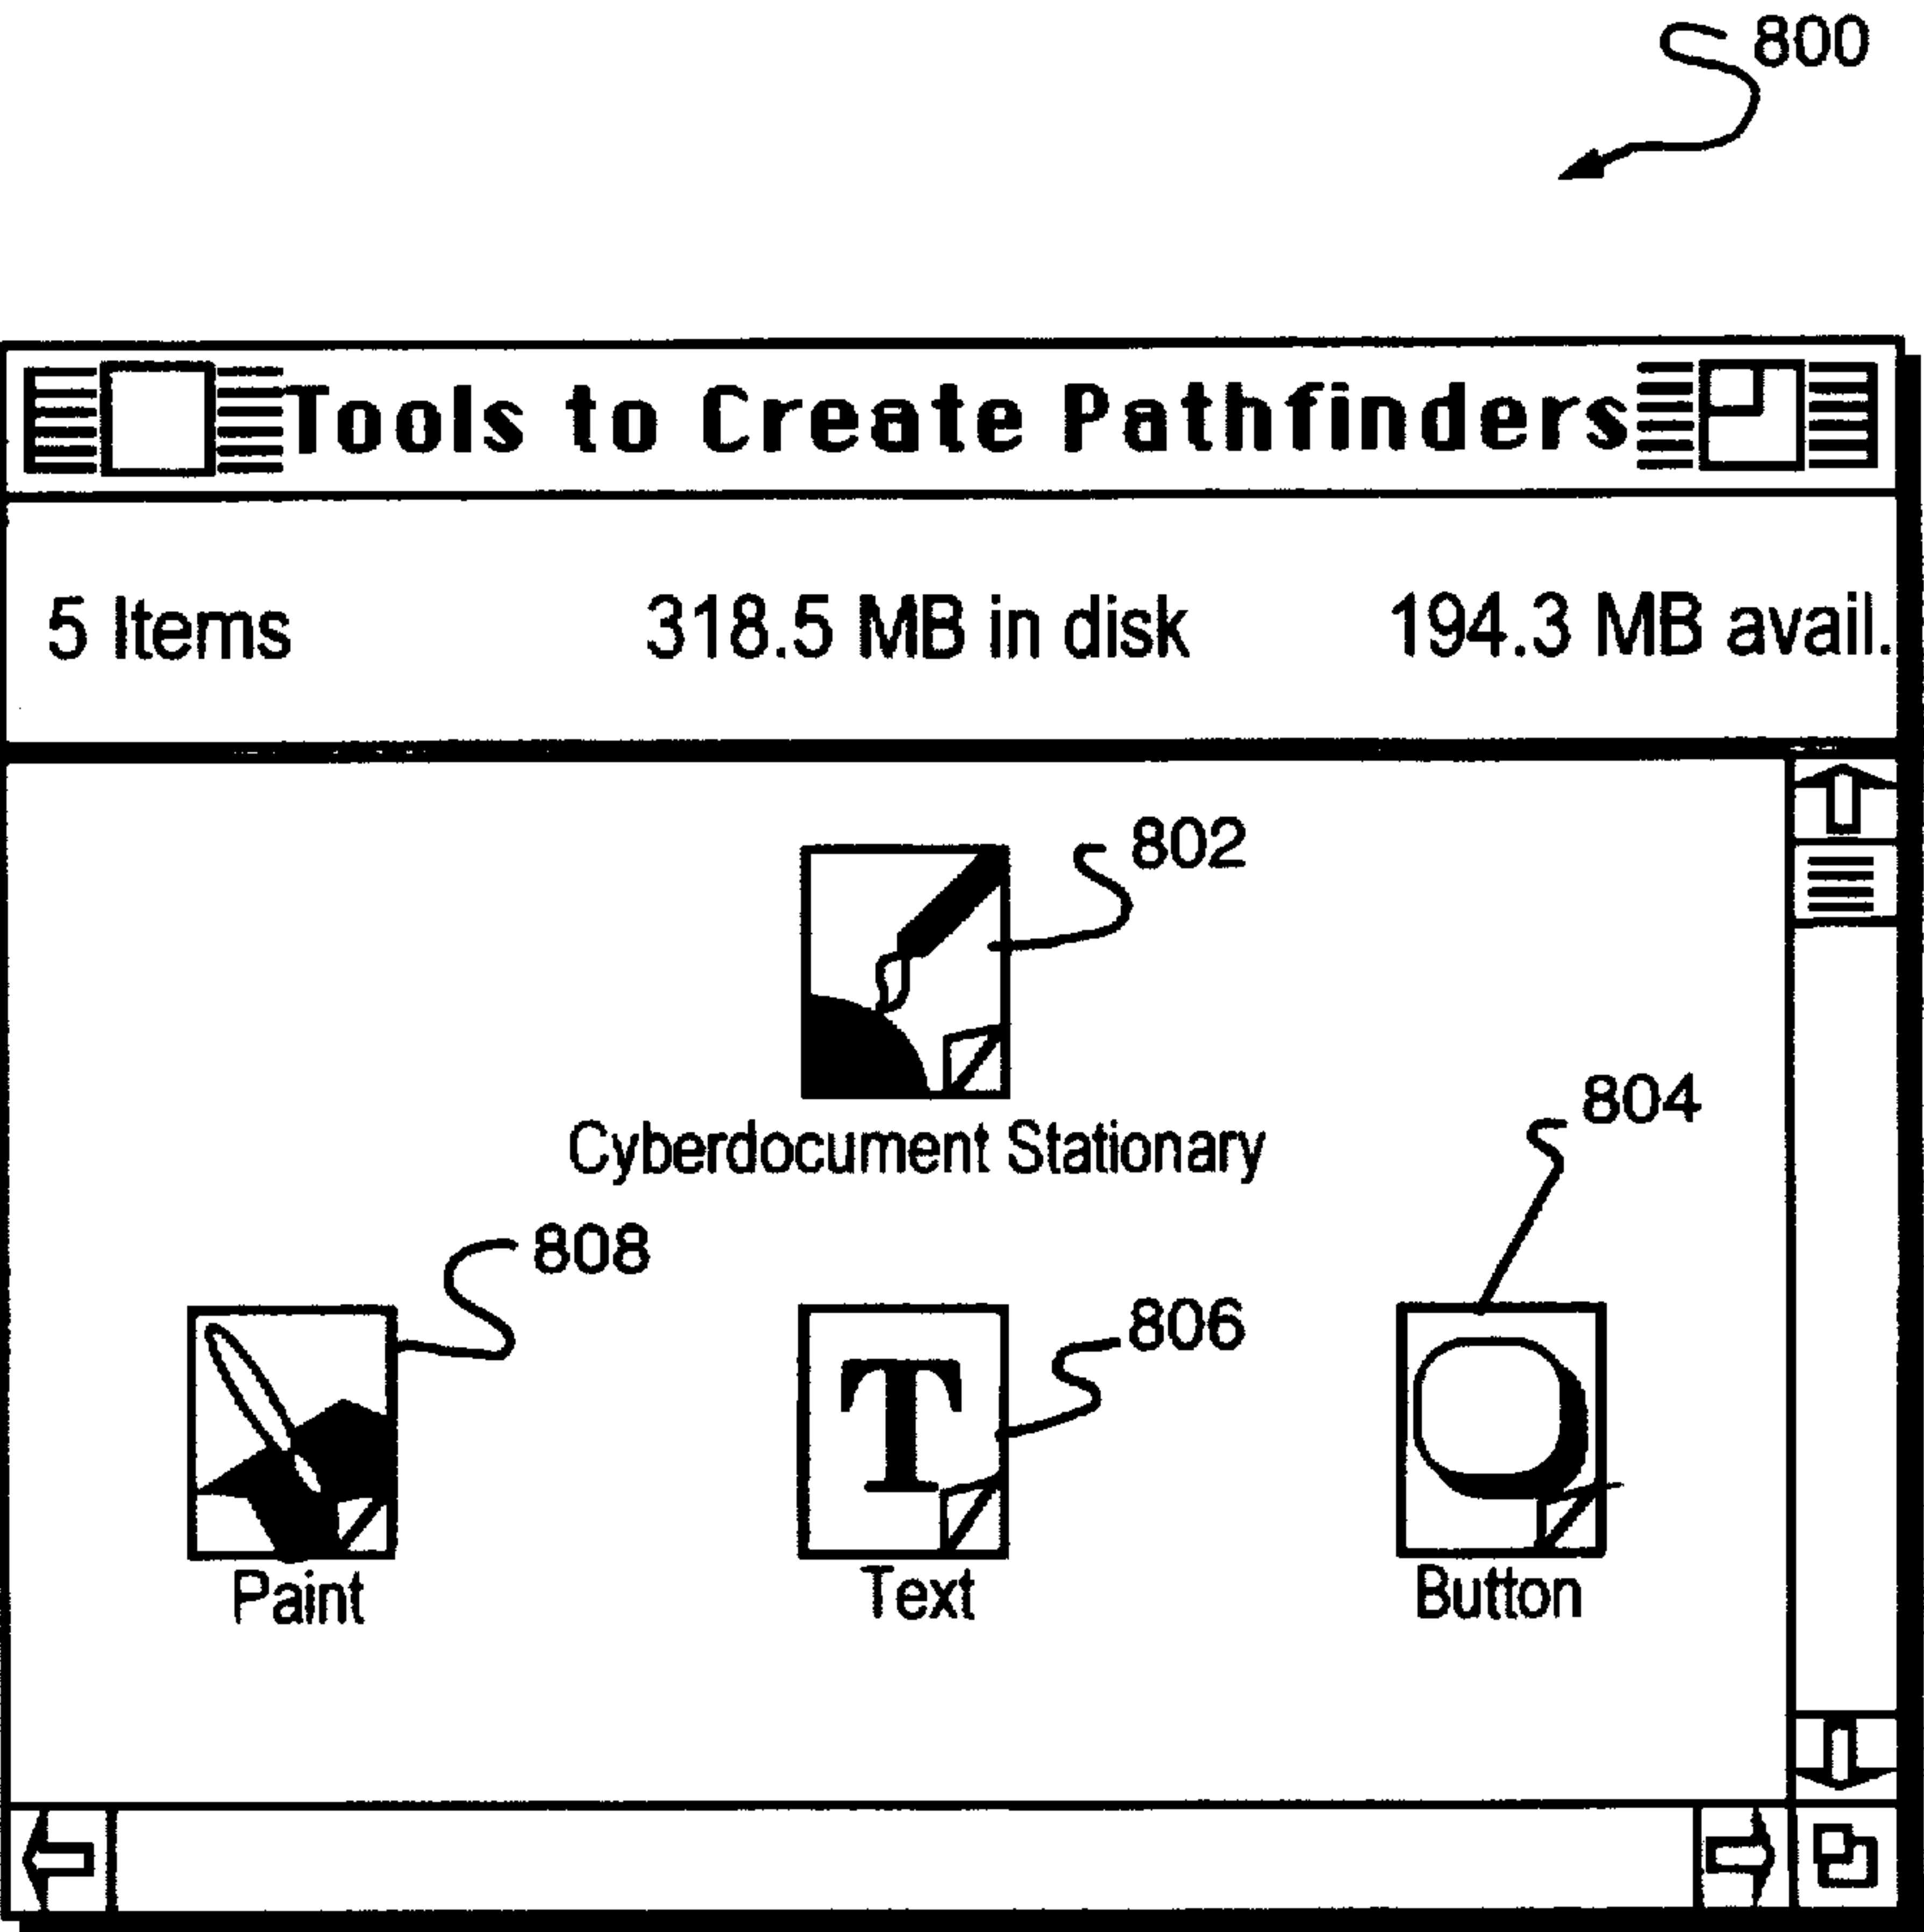 800
Tools to Create Pathfinders
5 Items 318.5 MB in disk 194.3 MB avail.
802
Cyberdocument Stationary
804
808
806
T
Paint Text Button